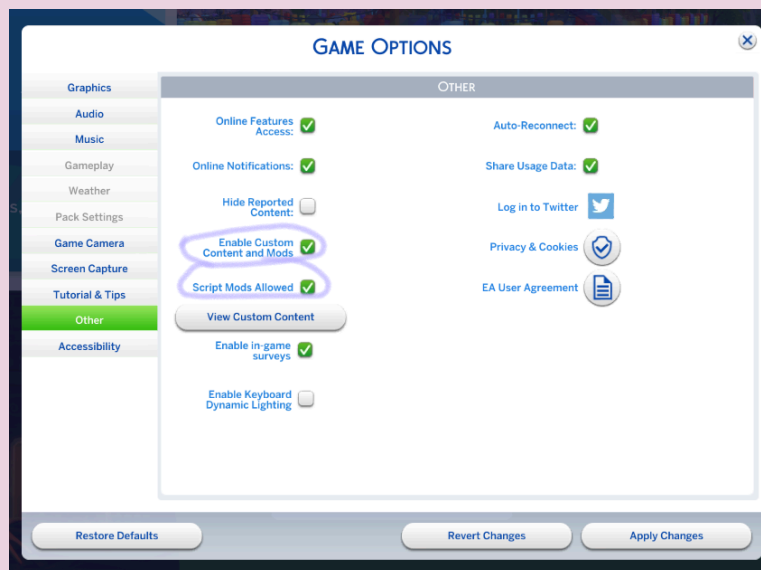 GAME OPTIONS
Graphics
Audio
Music
Gameplay
Weather
Pack Settings
Game Camera
Screen Capture
Tutorial & Tips
Other
Accessibility
OTHER
Online Features
Access:
Online Notifications:
Hide Reported
Content:
Enable Custom
Content and Mods
Script Mods Allowed
View Custom Content
Enable in-game
surveys
Enable Keyboard
Dynamic Lighting
Auto-Reconnect:
Share Usage Data:
Log in to Twitter
Privacy & Cookies
EA User Agreement
Restore Defaults
Revert Changes
Apply Changes